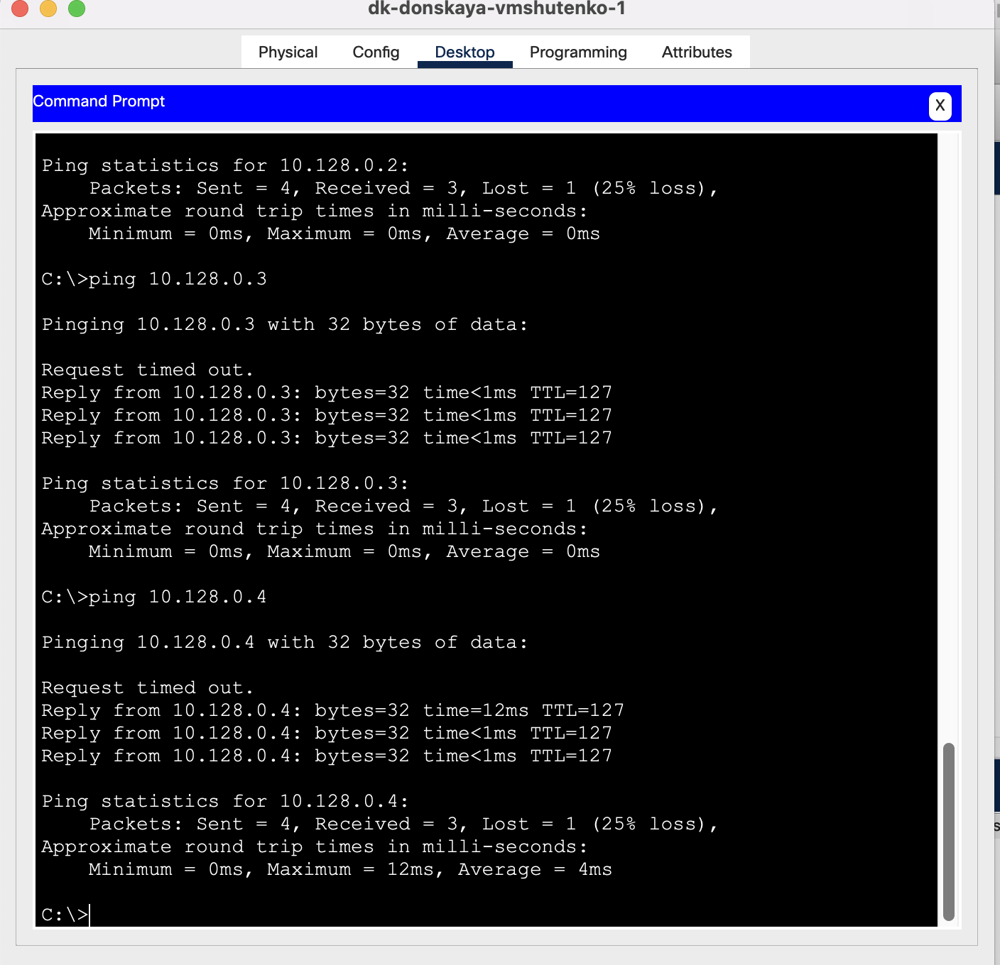 dk-donskaya-vmshutenko-1
Physical Config Desktop Programming Attributes
Command Prompt
X
Ping statistics for 10.128.0.2:
    Packets: Sent = 4, Received = 3, Lost = 1 (25% loss),
Approximate round trip times in milli-seconds:
    Minimum = 0ms, Maximum = 0ms, Average = 0ms
C:\>ping 10.128.0.3
Pinging 10.128.0.3 with 32 bytes of data:
Request timed out.
Reply from 10.128.0.3: bytes=32 time<1ms TTL=127
Reply from 10.128.0.3: bytes=32 time<1ms TTL=127
Reply from 10.128.0.3: bytes=32 time<1ms TTL=127
Ping statistics for 10.128.0.3:
    Packets: Sent = 4, Received = 3, Lost = 1 (25% loss),
Approximate round trip times in milli-seconds:
    Minimum = 0ms, Maximum = 0ms, Average = 0ms
C:\>ping 10.128.0.4
Pinging 10.128.0.4 with 32 bytes of data:
Request timed out.
Reply from 10.128.0.4: bytes=32 time=12ms TTL=127
Reply from 10.128.0.4: bytes=32 time<1ms TTL=127
Reply from 10.128.0.4: bytes=32 time<1ms TTL=127
Ping statistics for 10.128.0.4:
    Packets: Sent = 4, Received = 3, Lost = 1 (25% loss),
Approximate round trip times in milli-seconds:
    Minimum = 0ms, Maximum = 12ms, Average = 4ms
C:\>